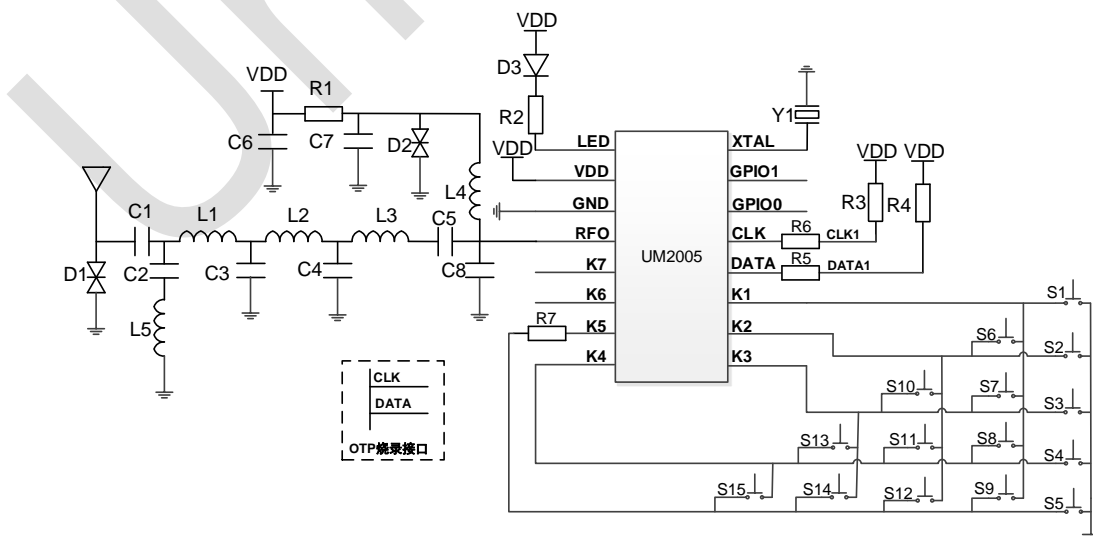 VDD
D3
VDD
R1
R2
Y1
C6
C7
D2
LED
XTAL
VDD
VDD
VDD
VDD
GPIO1
L4
R3
R4
GND
GPIO0
C1
L1
L2
L3
C5
RFO
CLK
R6
CLK1
UM2005
D1
C2
C3
C4
C8
K7
DATA
R5
DATA1
K6
K1
S1
L5
R7
K5
K2
S6
S2
K4
K3
CLK
DATA
OTP烧录接口
S10
S7
S3
S13
S11
S8
S4
S15
S14
S12
S9
S5